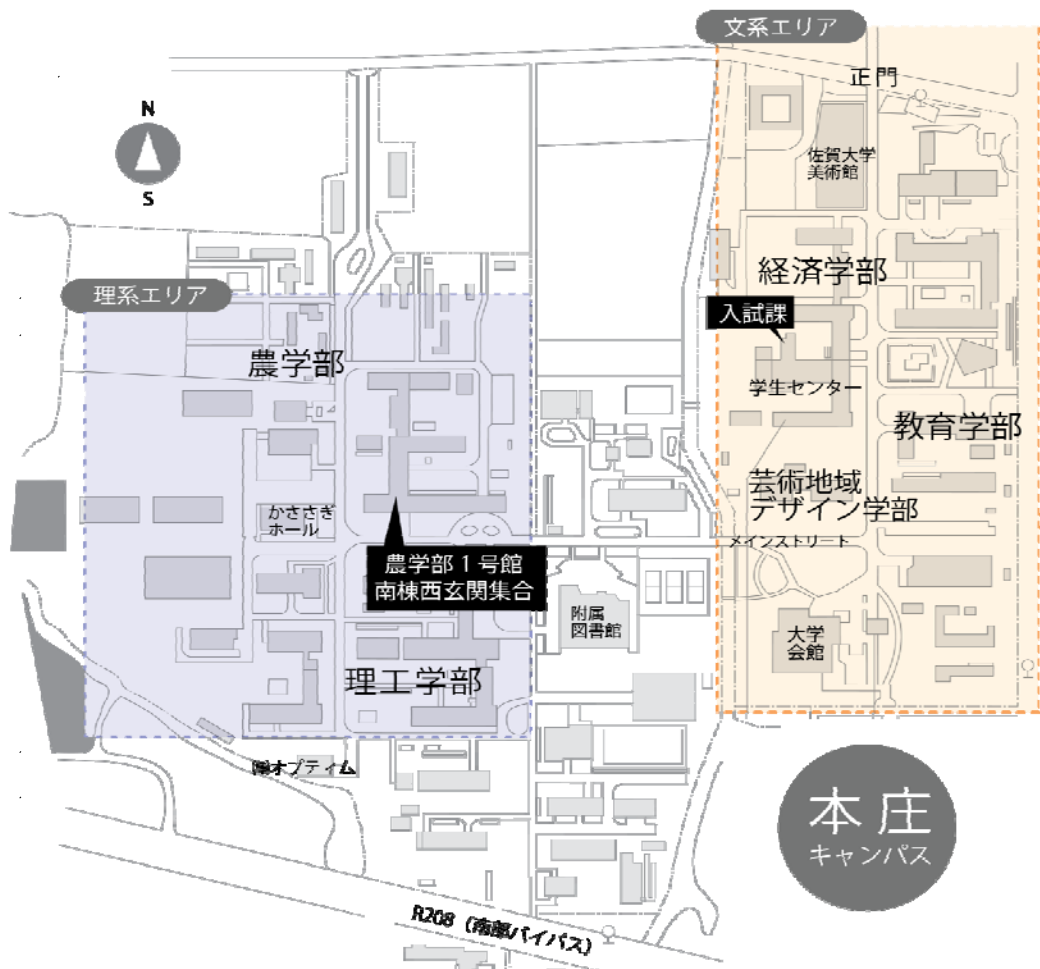 文系エリア
正門
N
S
佐賀大学
美術館
経済学部
理系エリア
入試課
農学部
学生センター
教育学部
芸術地域
デザイン学部
かささぎ
ホール
メインストリート
農学部1号館
南棟西玄関集合
附属
図書館
大学
会館
理工学部
㈱オプティム
本庄
キャンパス
R208（南部バイパス）